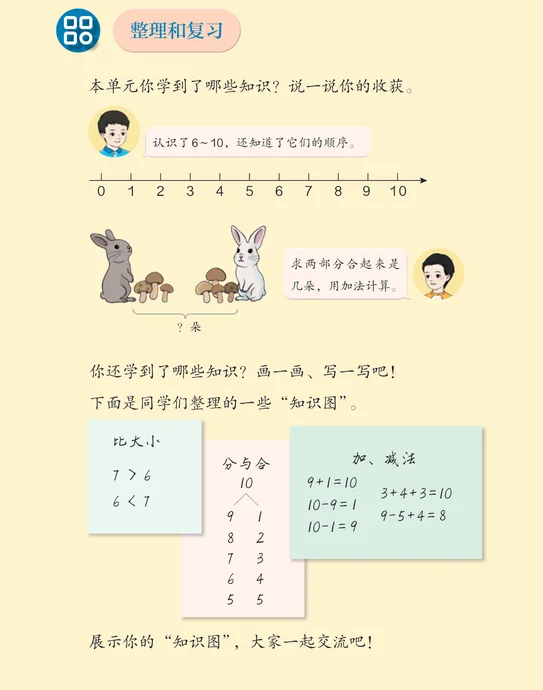 整理和复习
本单元你学到了哪些知识？说一说你的收获。
认识了6～10，还知道了它们的顺序。
0 1 2 3 4 5 6 7 8 9 10
求两部分合起来是
几朵，用加法计算。
？朵
你还学到了哪些知识？画一画、写一写吧！
下面是同学们整理的一些“知识图”。
比大小
7 > 6
6 < 7
分与合
10
9 1
8 2
7 3
6 4
5 5
加、减法
9+1=10
10-9=1
10-1=9
3+4+3=10
9-5+4=8
展示你的“知识图”，大家一起交流吧！